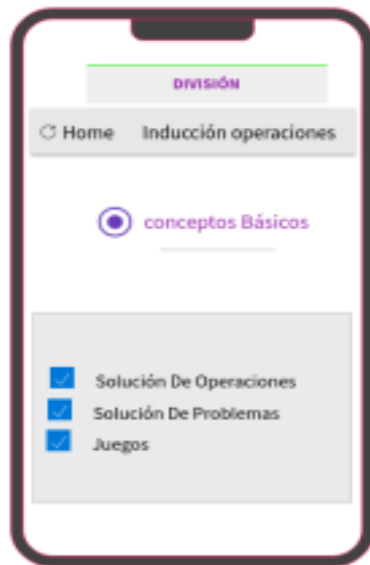 DIVISIÓN
Home Inducción operaciones
conceptos Básicos
Solución De Operaciones
Solución De Problemas
Juegos